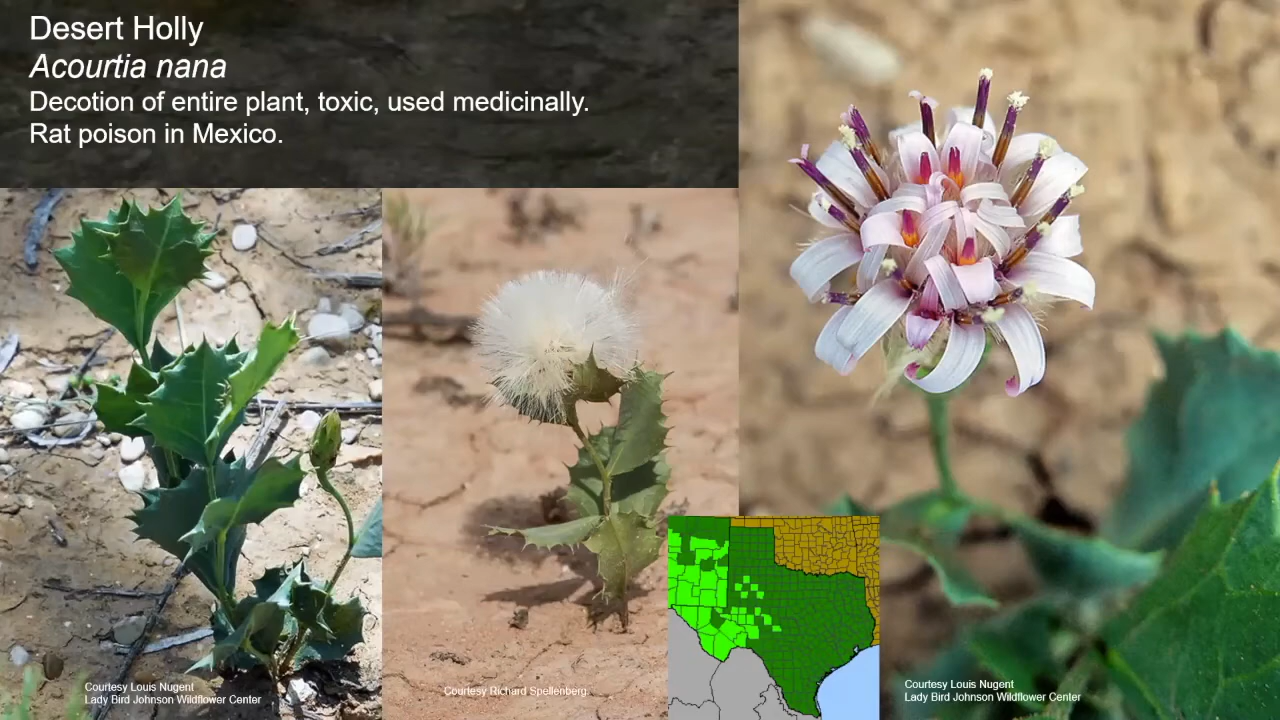 Desert Holly
Acourtia nana
Decotion of entire plant, toxic, used medicinally.
Rat poison in Mexico.
Courtesy Louis Nugent
Lady Bird Johnson Wildflower Center
Courtesy Richard Spellenberg
Courtesy Louis Nugent
Lady Bird Johnson Wildflower Center